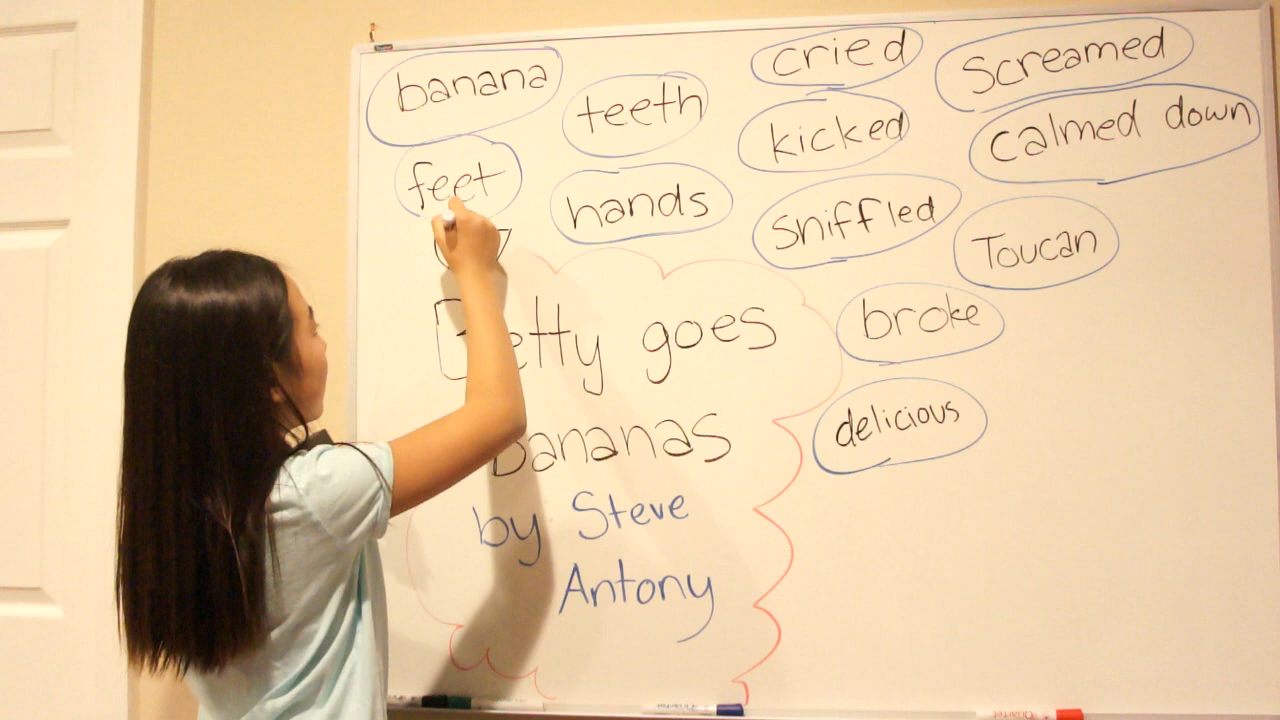 banana
teeth
cried
Screamed
feet
hands
kicked
calmed down
sniffled
Toucan
broke
delicious
Betty goes
bananas
by Steve
Antony